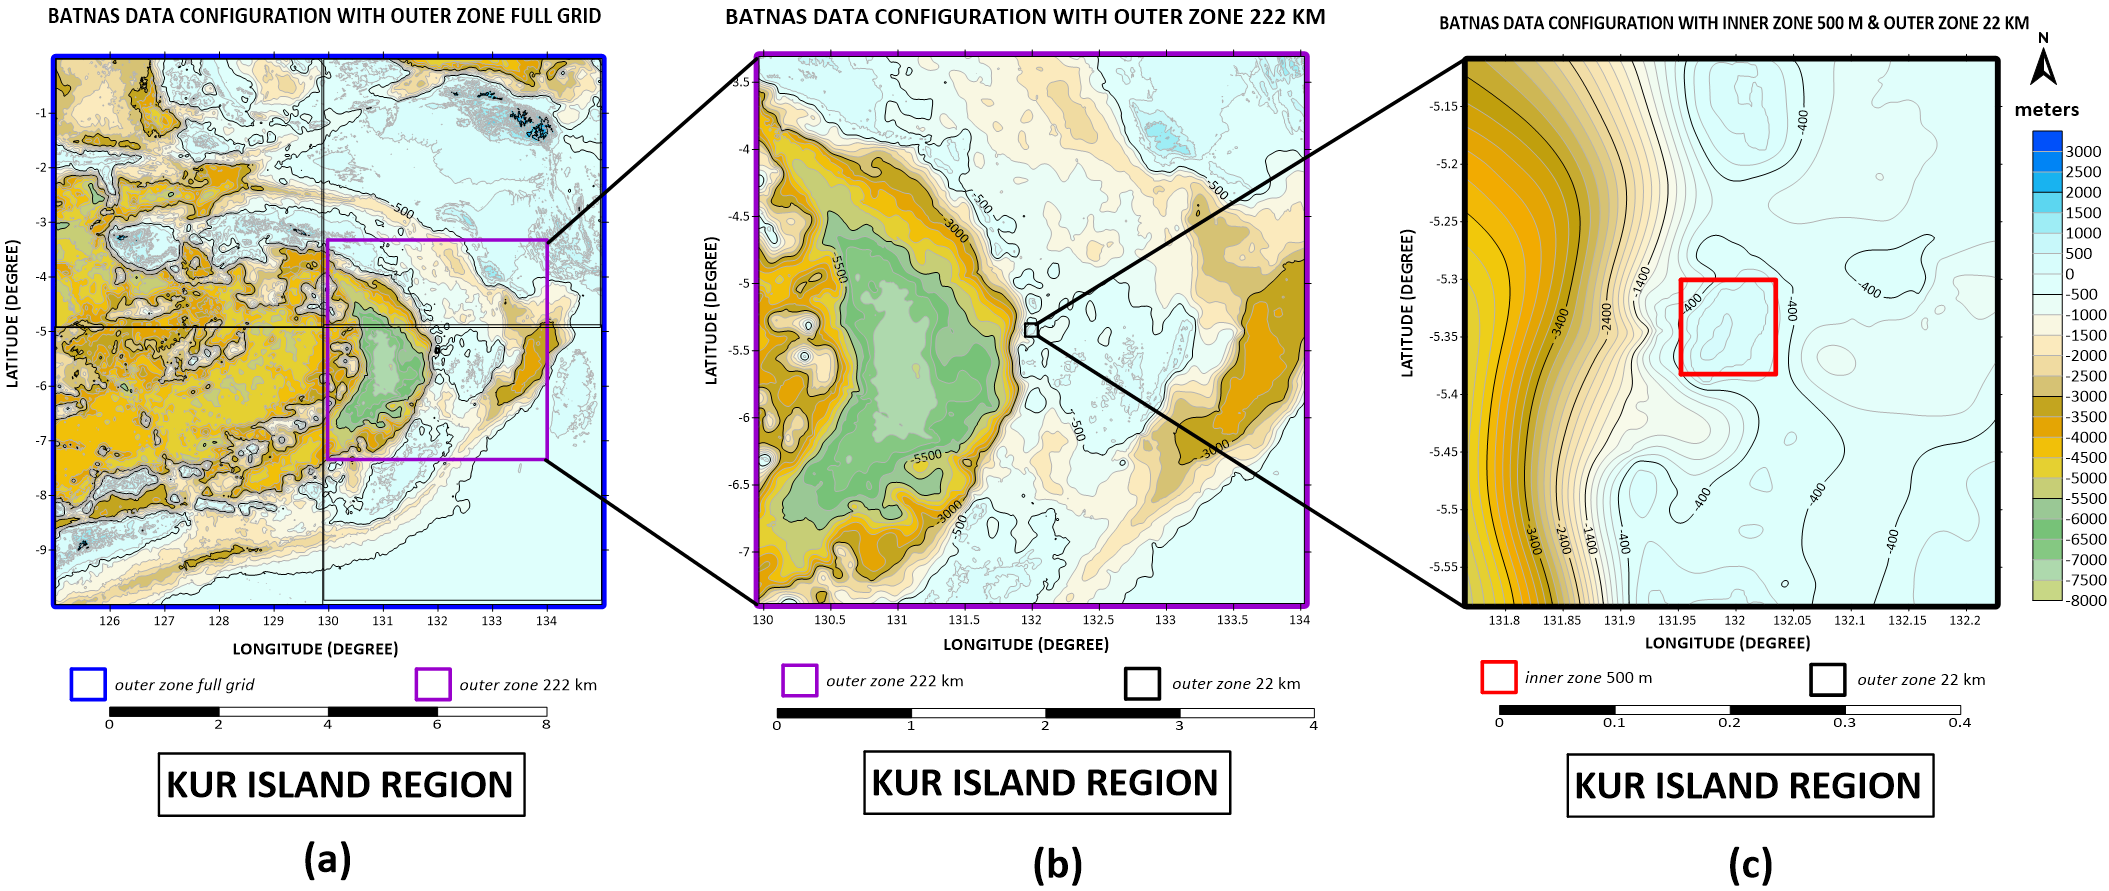 BATNAS DATA CONFIGURATION WITH OUTER ZONE FULL GRID
-1
-2
-3
-4
-5
-6
-7
-8
-9
LATITUDE (DEGREE)
-500
126 127 128 129 130 131 132 133 134
LONGITUDE (DEGREE)
outer zone full grid
outer zone 222 km
0 2 4 6 8
KUR ISLAND REGION
(a)
BATNAS DATA CONFIGURATION WITH OUTER ZONE 222 KM
-4
-4.5
-5
-5.5
-6
-6.5
-7
LATITUDE (DEGREE)
-500
-500
-3000
-5500
-500
-5500
-3000
-3000
-500
130 130.5 131 131.5 132 132.5 133 133.5 134
LONGITUDE (DEGREE)
outer zone 222 km
outer zone 22 km
0 1 2 3 4
KUR ISLAND REGION
(b)
BATNAS DATA CONFIGURATION WITH INNER ZONE 500 M & OUTER ZONE 22 KM
-5.15
-5.2
-5.25
-5.3
-5.35
-5.4
-5.45
-5.5
-5.55
LATITUDE (DEGREE)
-400
-1400
-400
-400
-400
-3400
-2400
-400
-400
-3400
-2400
-1400
-400
-400
131.8 131.85 131.9 131.95 132 132.05 132.1 132.15 132.2
LONGITUDE (DEGREE)
inner zone 500 m
outer zone 22 km
0 0.1 0.2 0.3 0.4
KUR ISLAND REGION
(c)
N
meters
3000
2500
2000
1500
1000
500
0
-500
-1000
-2000
-2500
-3000
-3500
-4000
-4500
-5000
-5500
-6000
-7000
-7500
-8000